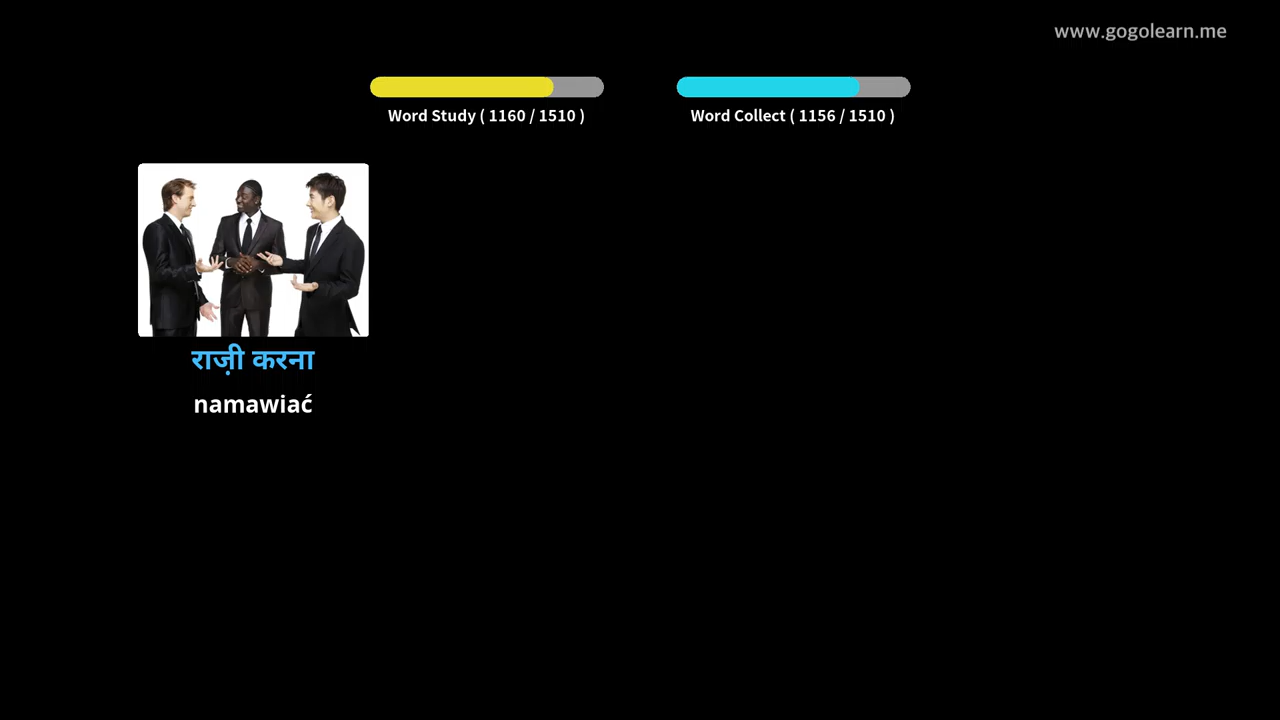 www.gogolearn.me
Word Study ( 1160 / 1510 )
Word Collect ( 1156 / 1510 )
राज़ी करना
namawiać